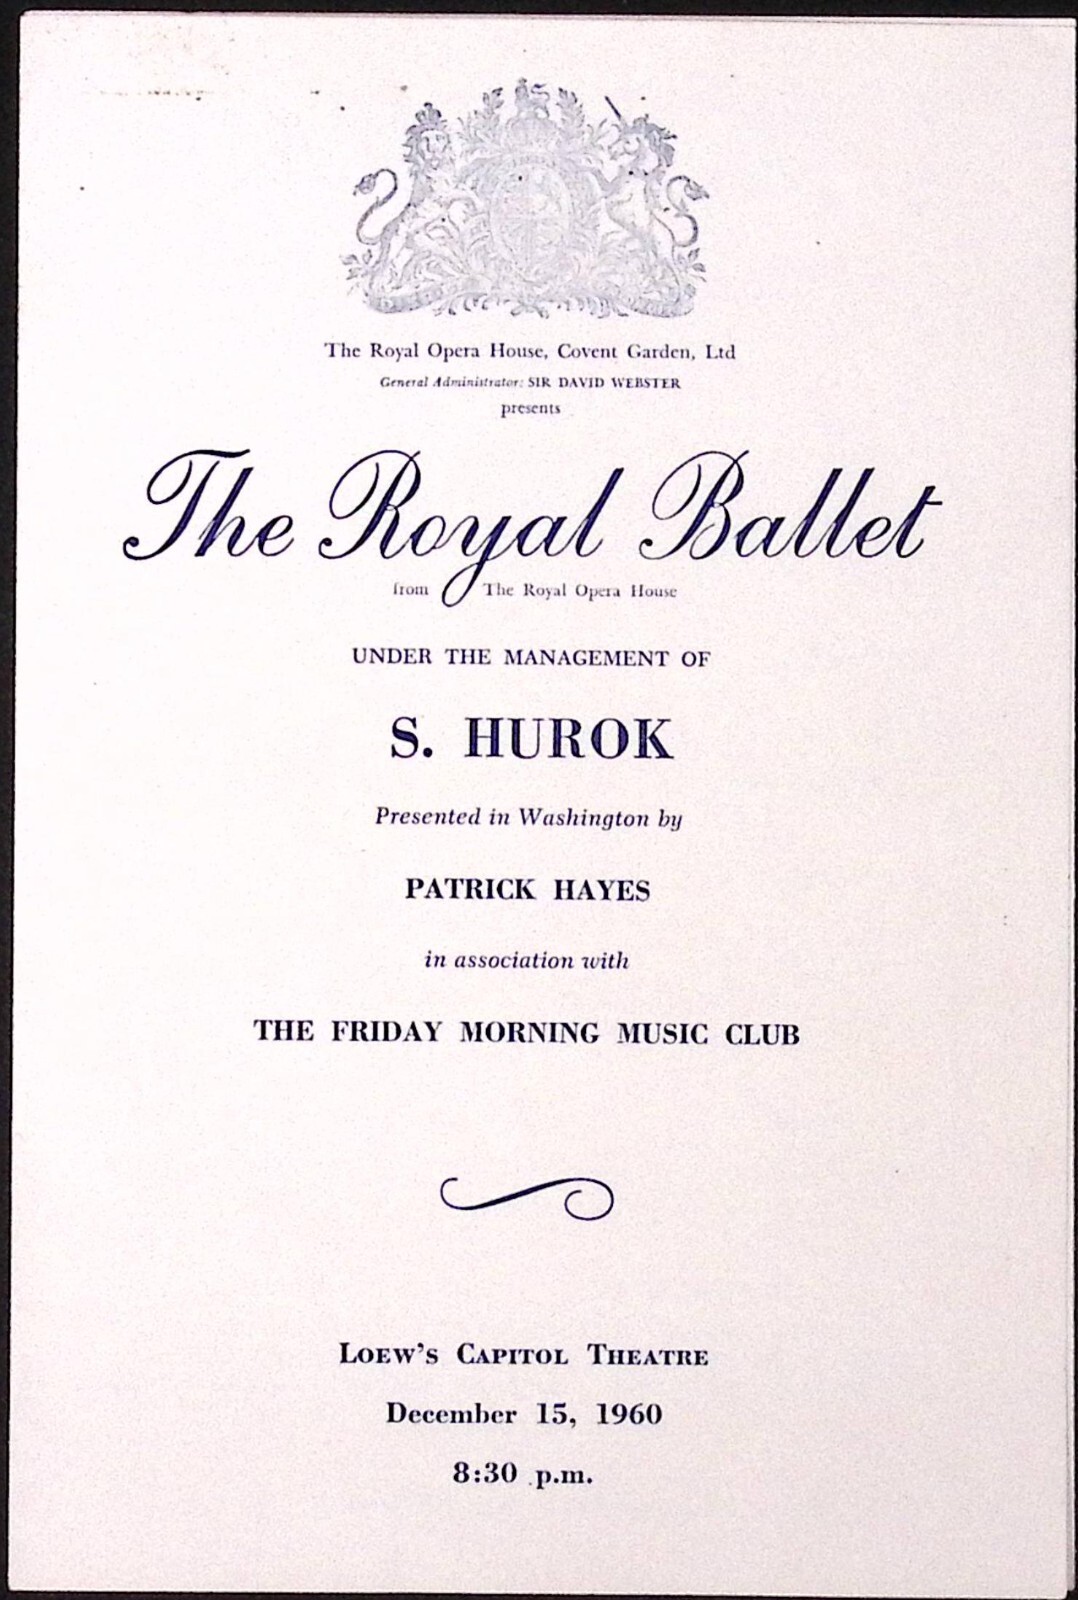 The Royal Opera House, Covent Garden, Ltd
General Administrator: SIR DAVID WEBSTER
presents
The Royal Ballet
from The Royal Opera House
UNDER THE MANAGEMENT OF
S. HUROK
Presented in Washington by
PATRICK HAYES
in association with
THE FRIDAY MORNING MUSIC CLUB
LOEW'S CAPITOL THEATRE
December 15, 1960
8:30 p.m.